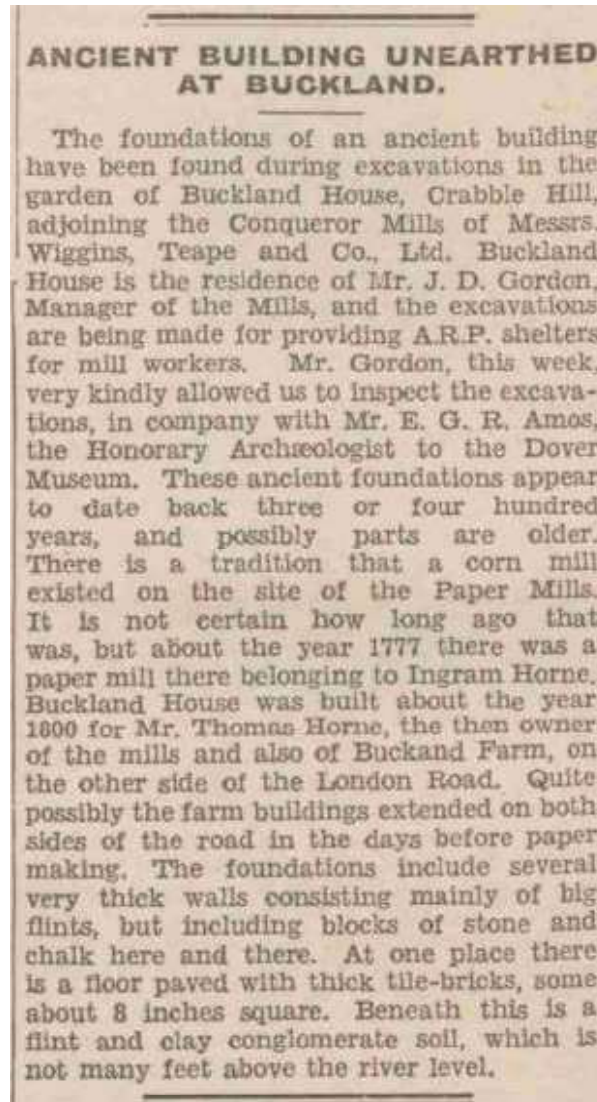 ANCIENT BUILDING UNEARTHED
AT BUCKLAND.
The foundations of an ancient building
have been found during excavations in the
garden of Buckland House, Crabble Hill,
adjoining the Conqueror Mills of Messrs.
Wiggins, Teape and Co., Ltd. Buckland
House is the residence of Mr. J. D. Gordon,
Manager of the Mills, and the excavations
are being made for providing A.R.P. shelters
for mill workers. Mr. Gordon, this week,
very kindly allowed us to inspect the excava-
tions, in company with Mr. E. G. R. Amos,
the Honorary Archæologist to the Dover
Museum. These ancient foundations appear
to date back three or four hundred
years, and possibly parts are older.
There is a tradition that a corn mill
existed on the site of the Paper Mills.
It is not certain how long ago that
was, but about the year 1777 there was a
paper mill there belonging to Ingram Horne.
Buckland House was built about the year
1800 for Mr. Thomas Horne, the then owner
of the mills and also of Buckand Farm, on
the other side of the London Road. Quite
possibly the farm buildings extended on both
sides of the road in the days before paper
making. The foundations include several
very thick walls consisting mainly of big
flints, but including blocks of stone and
chalk here and there. At one place there
is a floor paved with thick tile-bricks, some
about 8 inches square. Beneath this is a
flint and clay conglomerate soil, which is
not many feet above the river level.